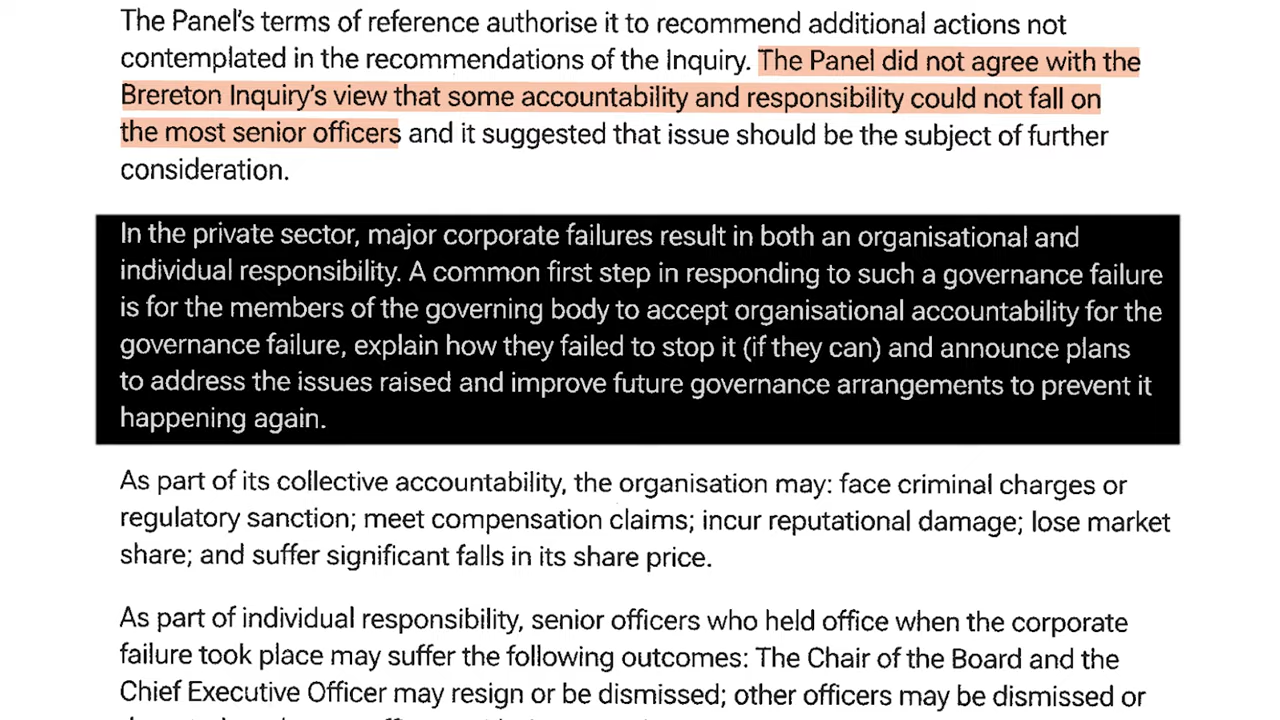 The Panel's terms of reference authorise it to recommend additional actions not
contemplated in the recommendations of the Inquiry. The Panel did not agree with the
Brereton Inquiry's view that some accountability and responsibility could not fall on
the most senior officers and it suggested that issue should be the subject of further
consideration.
In the private sector, major corporate failures result in both an organisational and
individual responsibility. A common first step in responding to such a governance failure
is for the members of the governing body to accept organisational accountability for the
governance failure, explain how they failed to stop it (if they can) and announce plans
to address the issues raised and improve future governance arrangements to prevent it
happening again.
As part of its collective accountability, the organisation may: face criminal charges or
regulatory sanction; meet compensation claims; incur reputational damage; lose market
share; and suffer significant falls in its share price.
As part of individual responsibility, senior officers who held office when the corporate
failure took place may suffer the following outcomes: The Chair of the Board and the
Chief Executive Officer may resign or be dismissed; other officers may be dismissed or